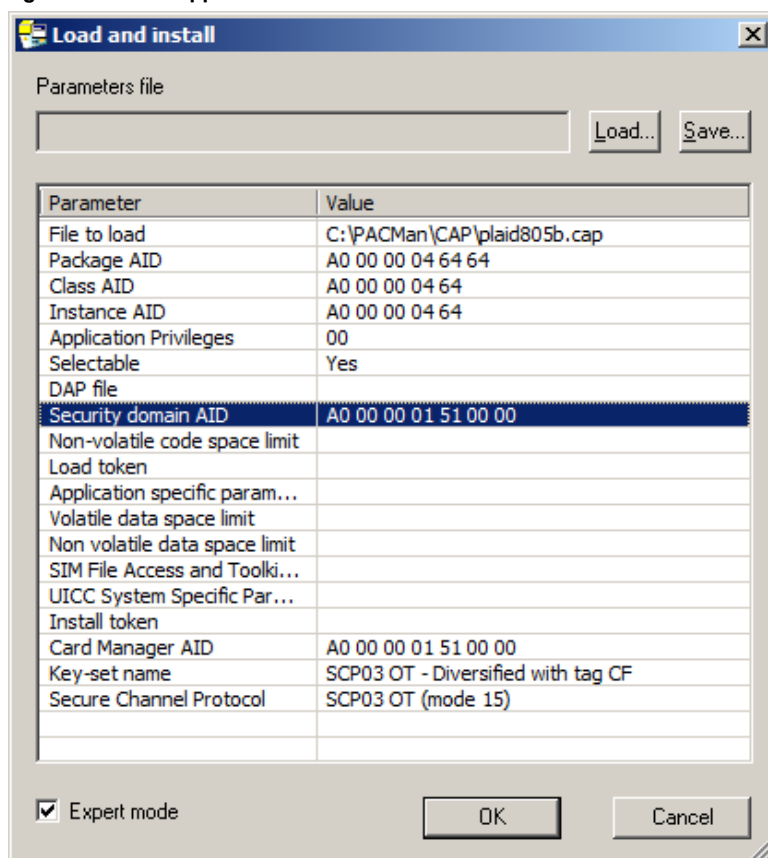 Load and install
Parameters file
Load... Save...
Parameter Value
File to load C:\PACMan\CAP\plaid805b.cap
Package AID A0 00 00 04 64 64
Class AID A0 00 00 04 64
Instance AID A0 00 00 04 64
Application Privileges 00
Selectable Yes
DAP file
Security domain AID A0 00 00 01 51 00 00
Non-volatile code space limit
Load token
Application specific param...
Volatile data space limit
Non volatile data space limit
SIM File Access and Toolki...
UICC System Specific Par...
Install token
Card Manager AID A0 00 00 01 51 00 00
Key-set name SCP03 OT - Diversified with tag CF
Secure Channel Protocol SCP03 OT (mode 15)
Expert mode OK Cancel